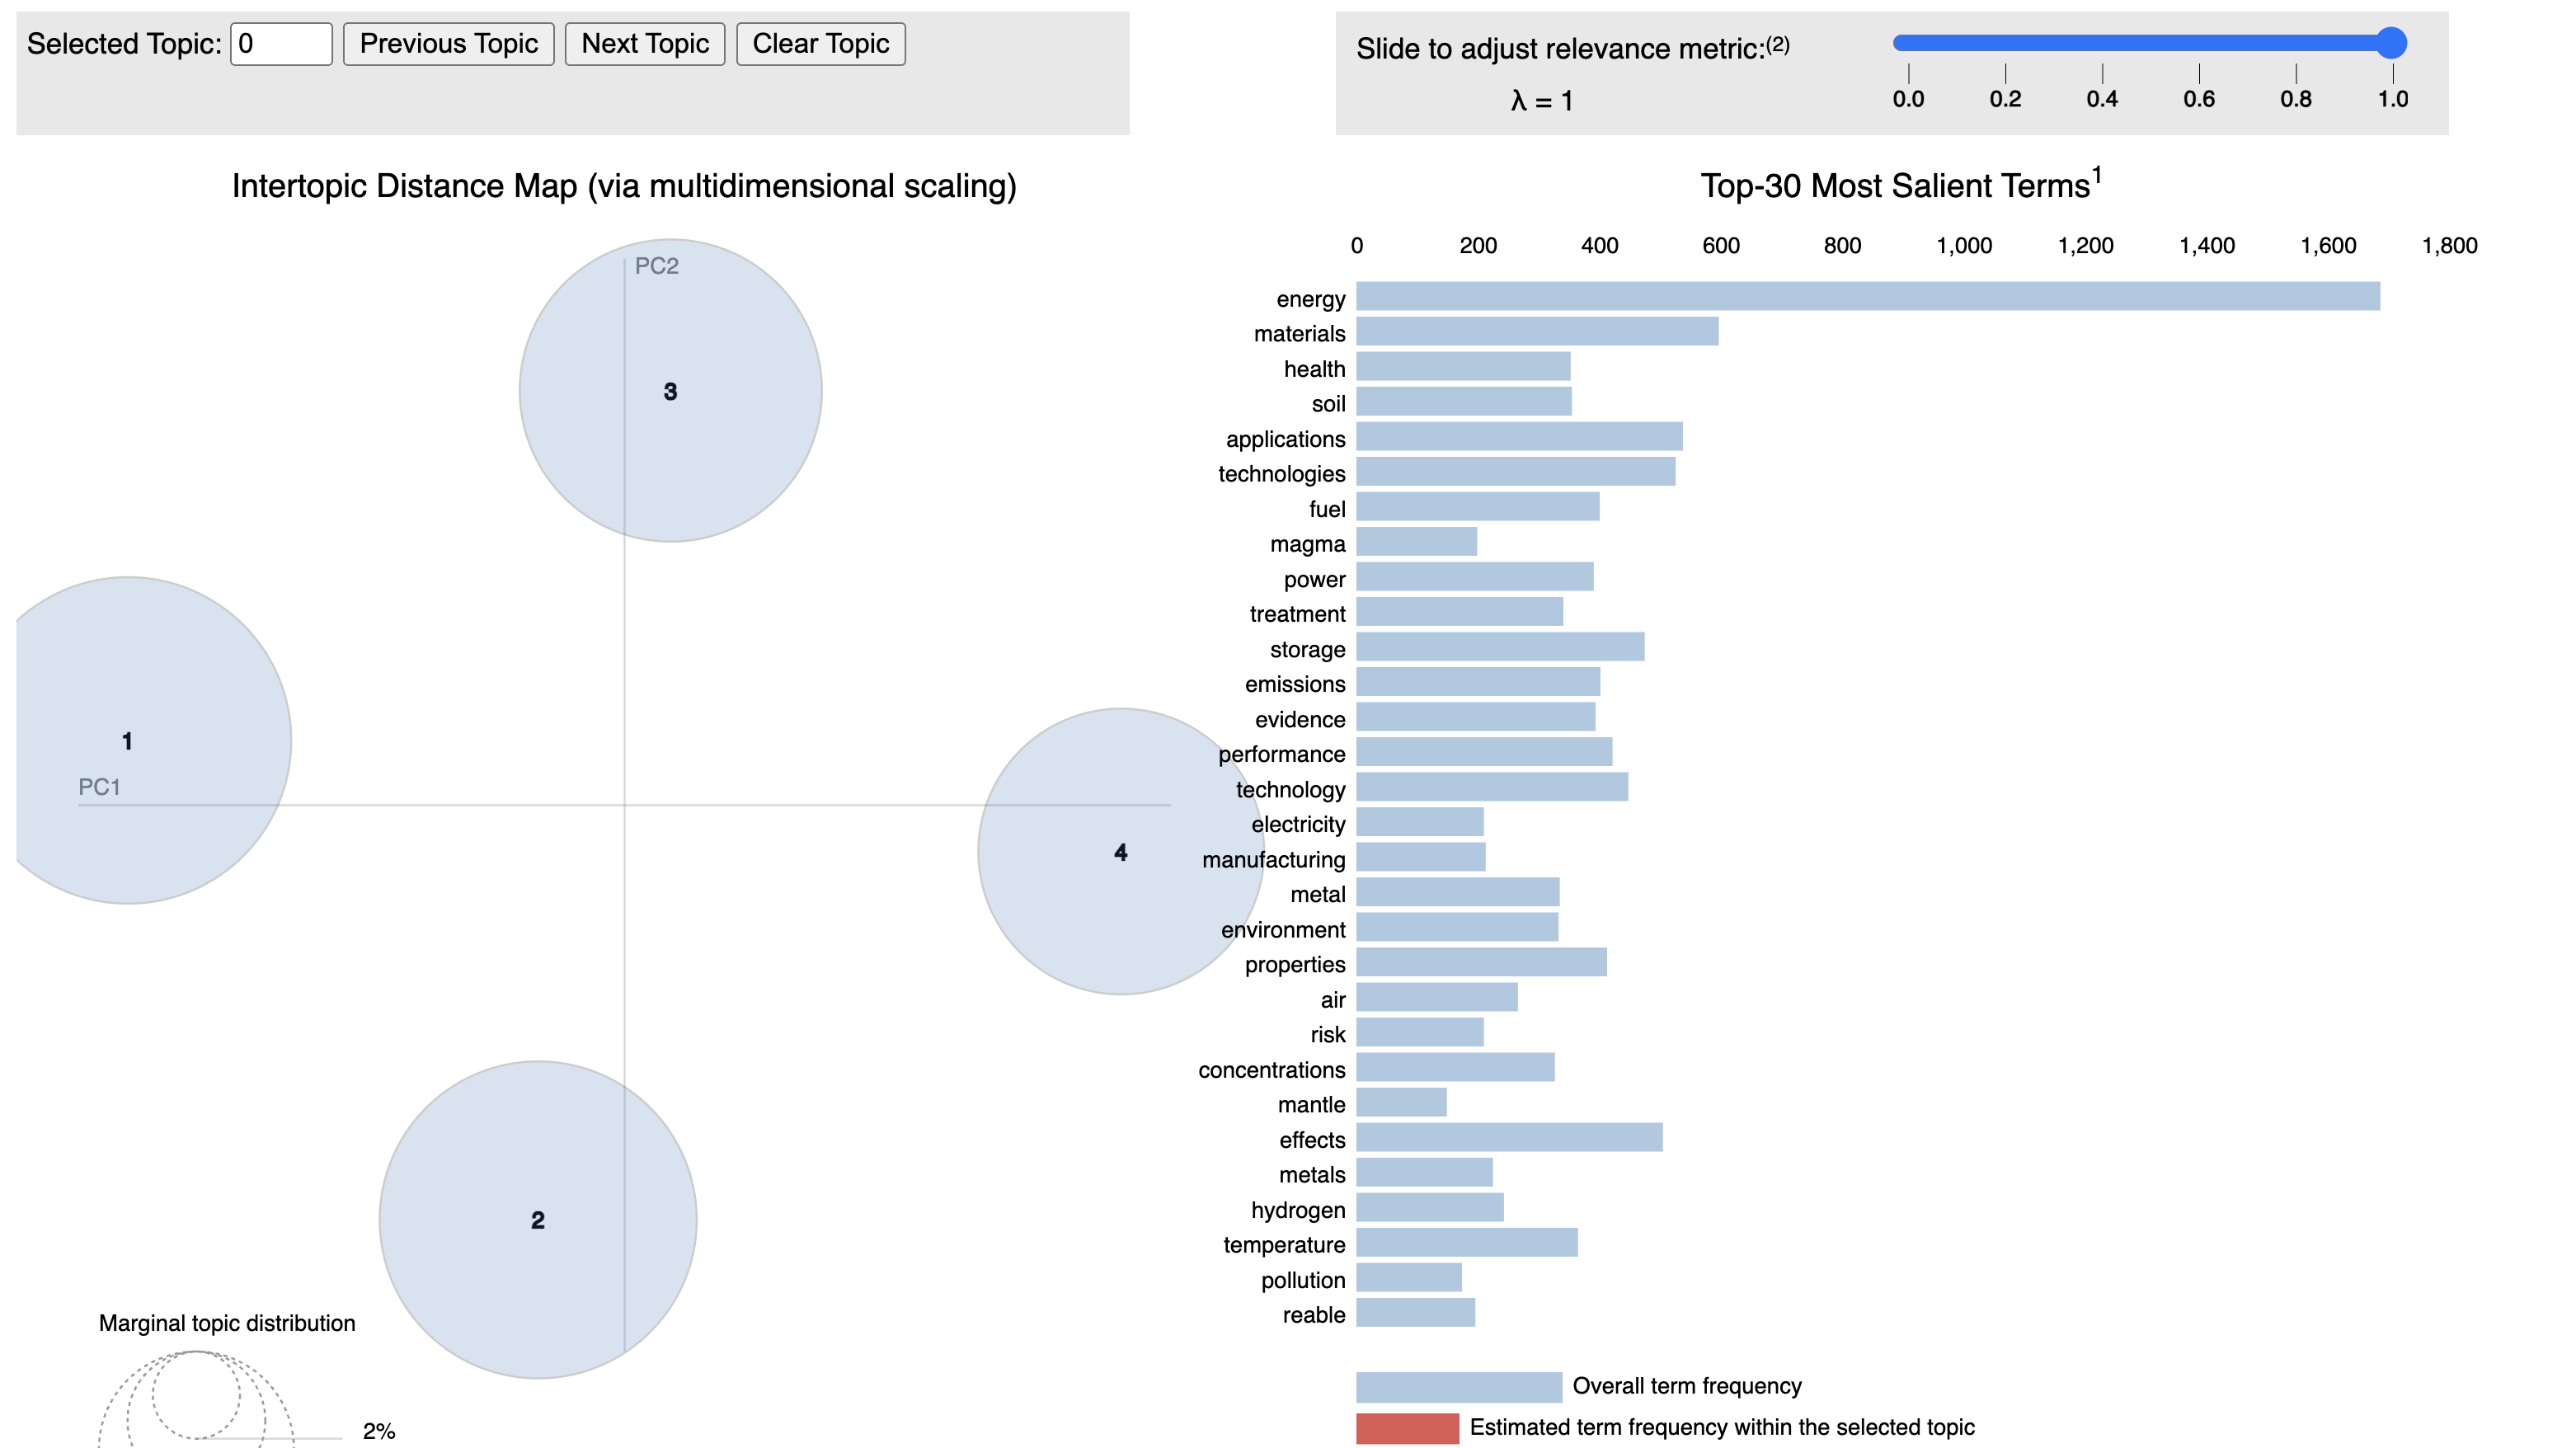 Selected Topic: 0 Previous Topic Next Topic Clear Topic
Slide to adjust relevance metric:(2)
λ = 1
0.0 0.2 0.4 0.6 0.8 1.0
Intertopic Distance Map (via multidimensional scaling)
PC2
3
1
PC1
4
2
Marginal topic distribution
2%
Top-30 Most Salient Terms1
0 200 400 600 800 1,000 1,200 1,400 1,600 1,800
energy
materials
health
soil
applications
technologies
fuel
magma
power
treatment
storage
emissions
evidence
performance
technology
electricity
manufacturing
metal
environment
properties
air
risk
concentrations
mantle
effects
metals
hydrogen
temperature
pollution
reable
Overall term frequency
Estimated term frequency within the selected topic